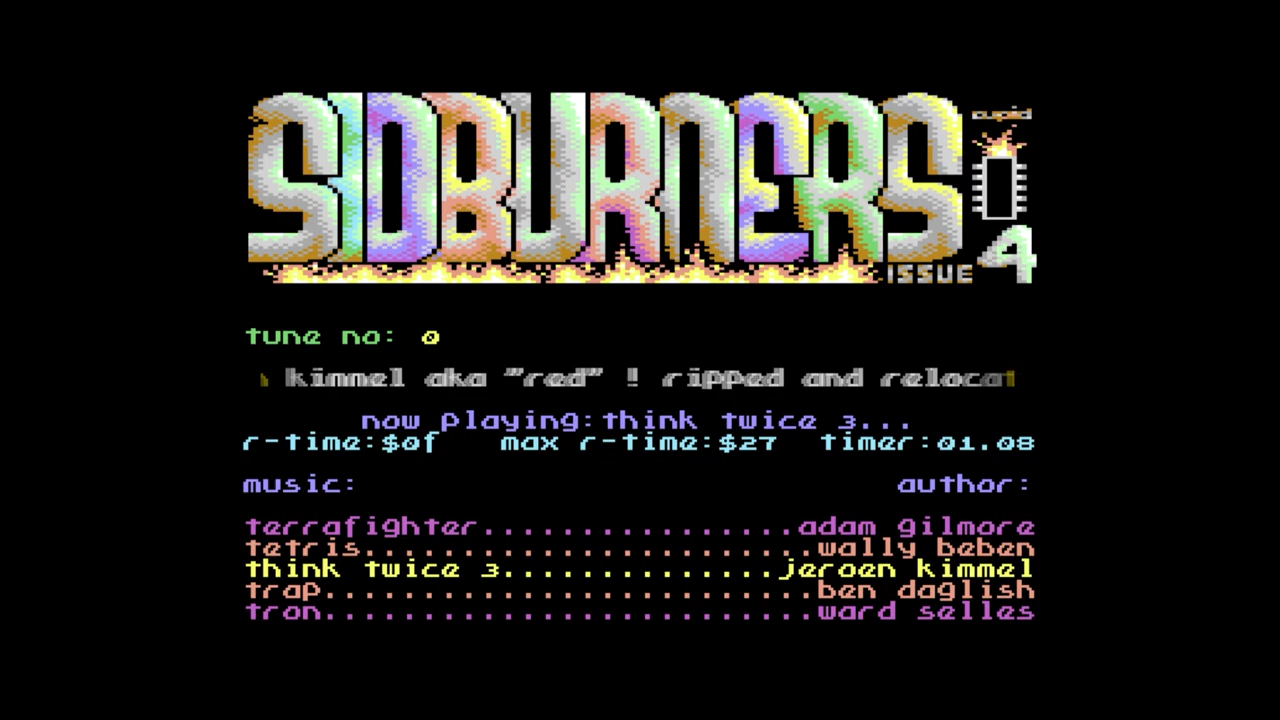 SIDBURNERS
cupid
ISSUE 4
tune no: 0
kimmel aka "red" ! ripped and relocat
now playing:think twice 3...
r-time:$0f max r-time:$27 timer:01.08
music: author:
terrafighter................adam gilmore
tetris.......................wally beben
think twice 3..............jeroen kimmel
trap.........................ben daglish
tron.........................ward selles